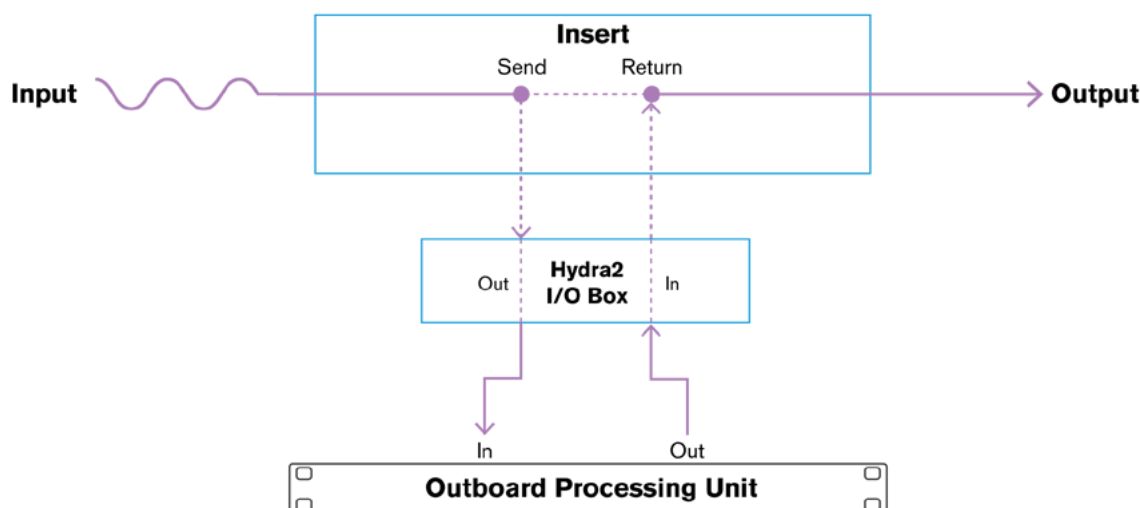 Insert
Send
Return
Input
Output
Out
Hydra2
I/O Box
In
In
Out
Outboard Processing Unit